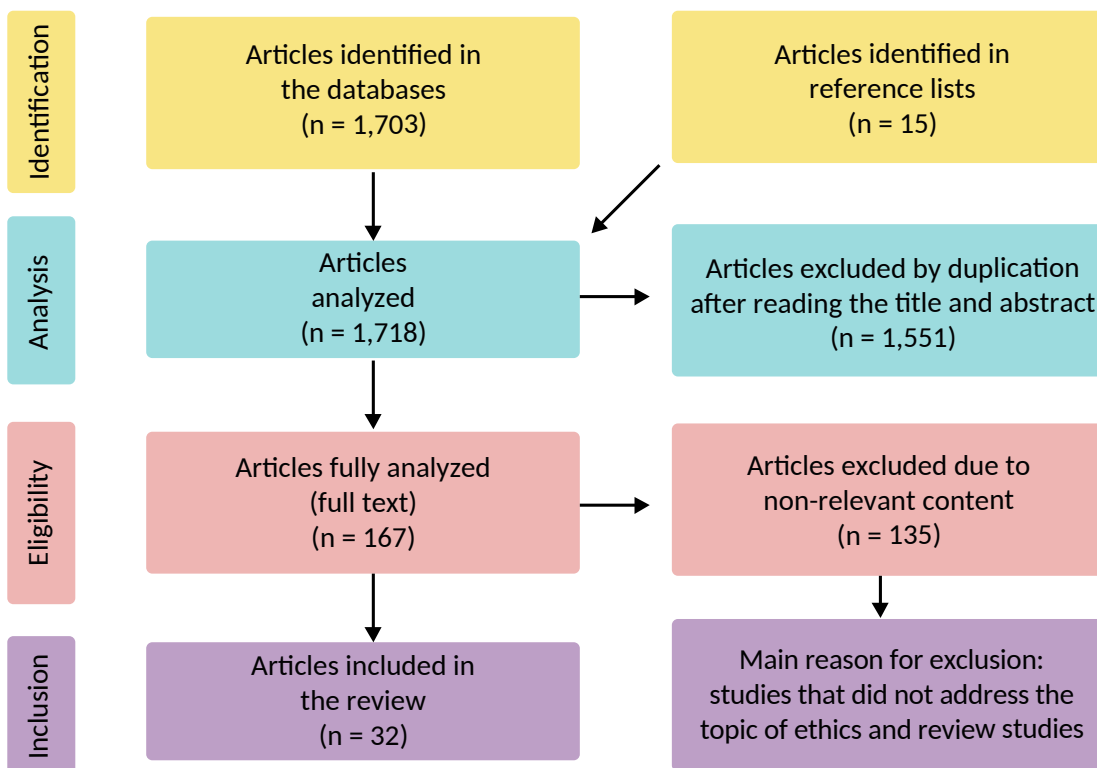 Identification
Articles identified in
the databases
(n = 1,703)
Articles identified in
reference lists
(n = 15)
Analysis
Articles
analyzed
(n = 1,718)
Articles excluded by duplication
after reading the title and abstract
(n = 1,551)
Eligibility
Articles fully analyzed
(full text)
(n = 167)
Articles excluded due to
non-relevant content
(n = 135)
Inclusion
Articles included in
the review
(n = 32)
Main reason for exclusion:
studies that did not address the
topic of ethics and review studies